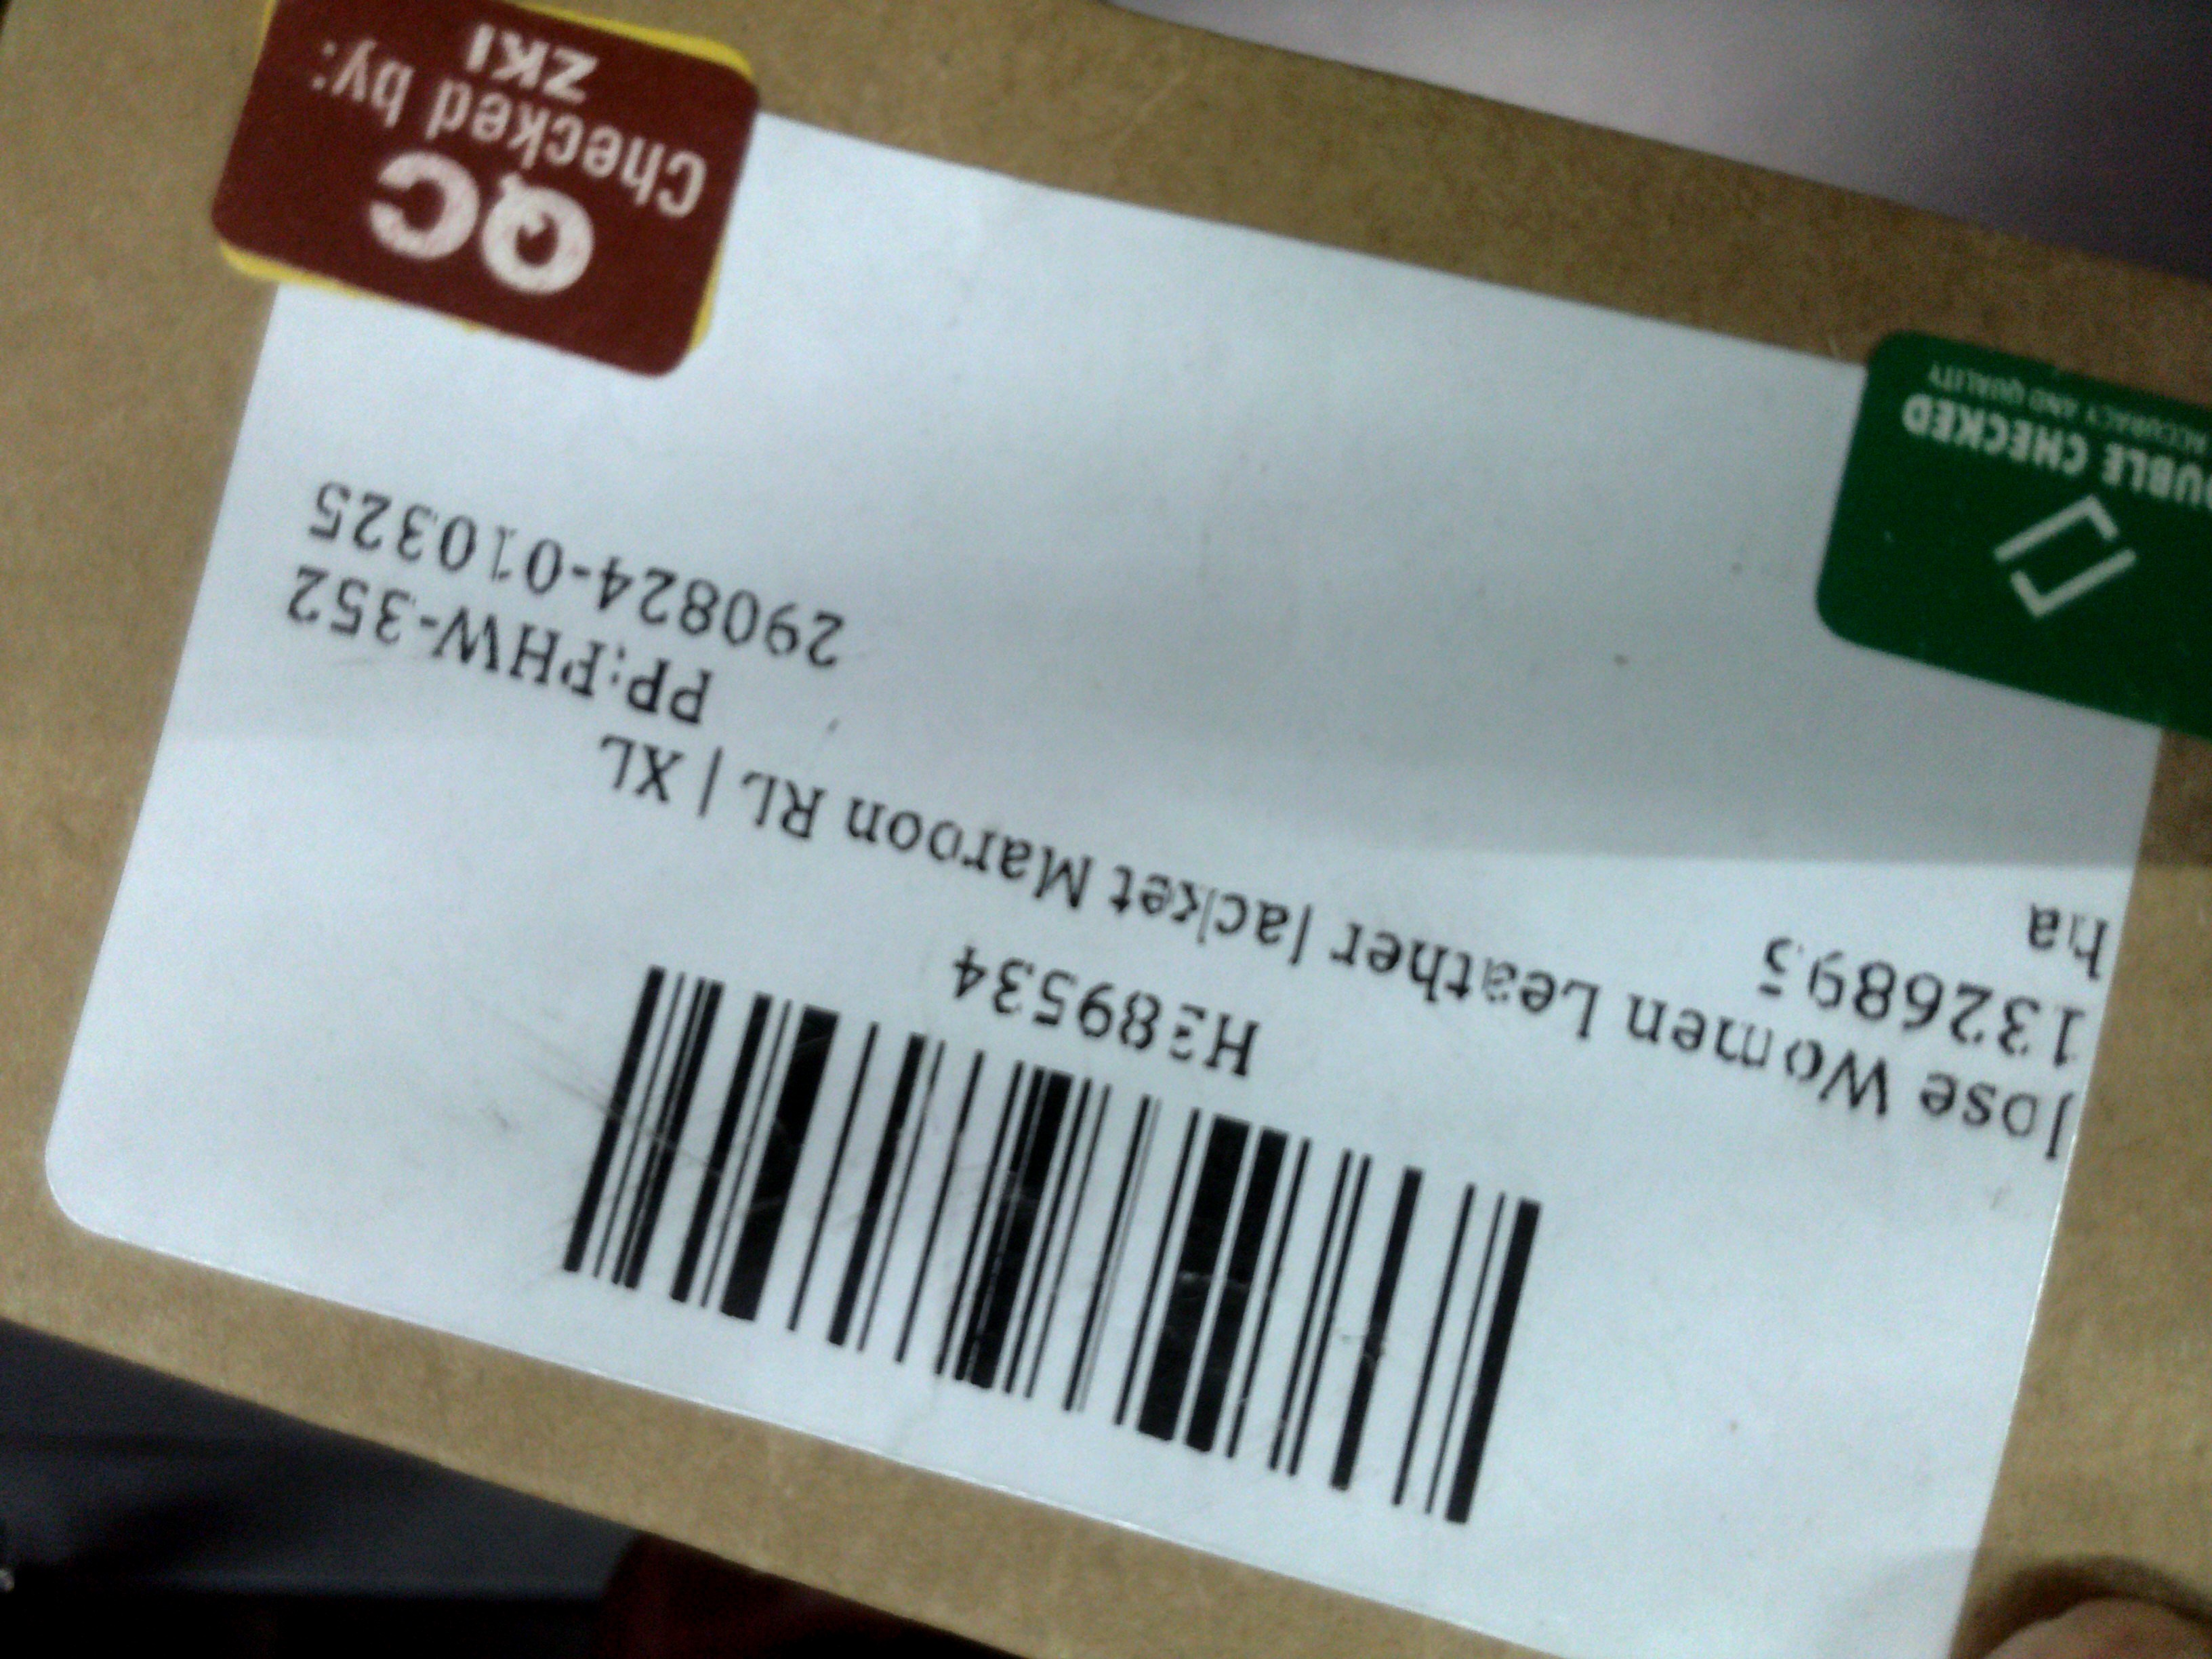 H389534
Jose Women Leather Jacket Maroon RL | XL
1326895
PP:PHW-352
ha
290824-010325
QC
Checked by:
ZKI
UBLE CHECKED
ACCURACY AND QUALITY